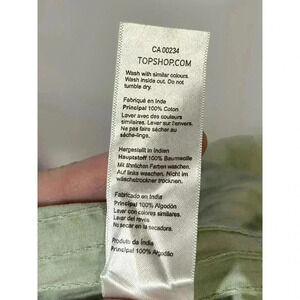 CA 00234
TOPSHOP.COM
Wash with similar colours.
Wash inside out. Do not
tumble dry.
Fabriqué en Inde
Principal 100% Coton
Laver avec des couleurs
similaires. Laver sur l'envers.
Ne pas faire sécher au
sèche-linge.
Hergestellt in Indien
Hauptstoff 100% Baumwolle
Mit ähnlichen Farben waschen.
Auf links waschen. Nicht im
wäschetrockner trocknen.
Fabricado en India
Principal 100% Algodón
Lavar con colores similares.
Lavar del revés
No secar en la secadora.
Produto da India
Principal 100% Algodão